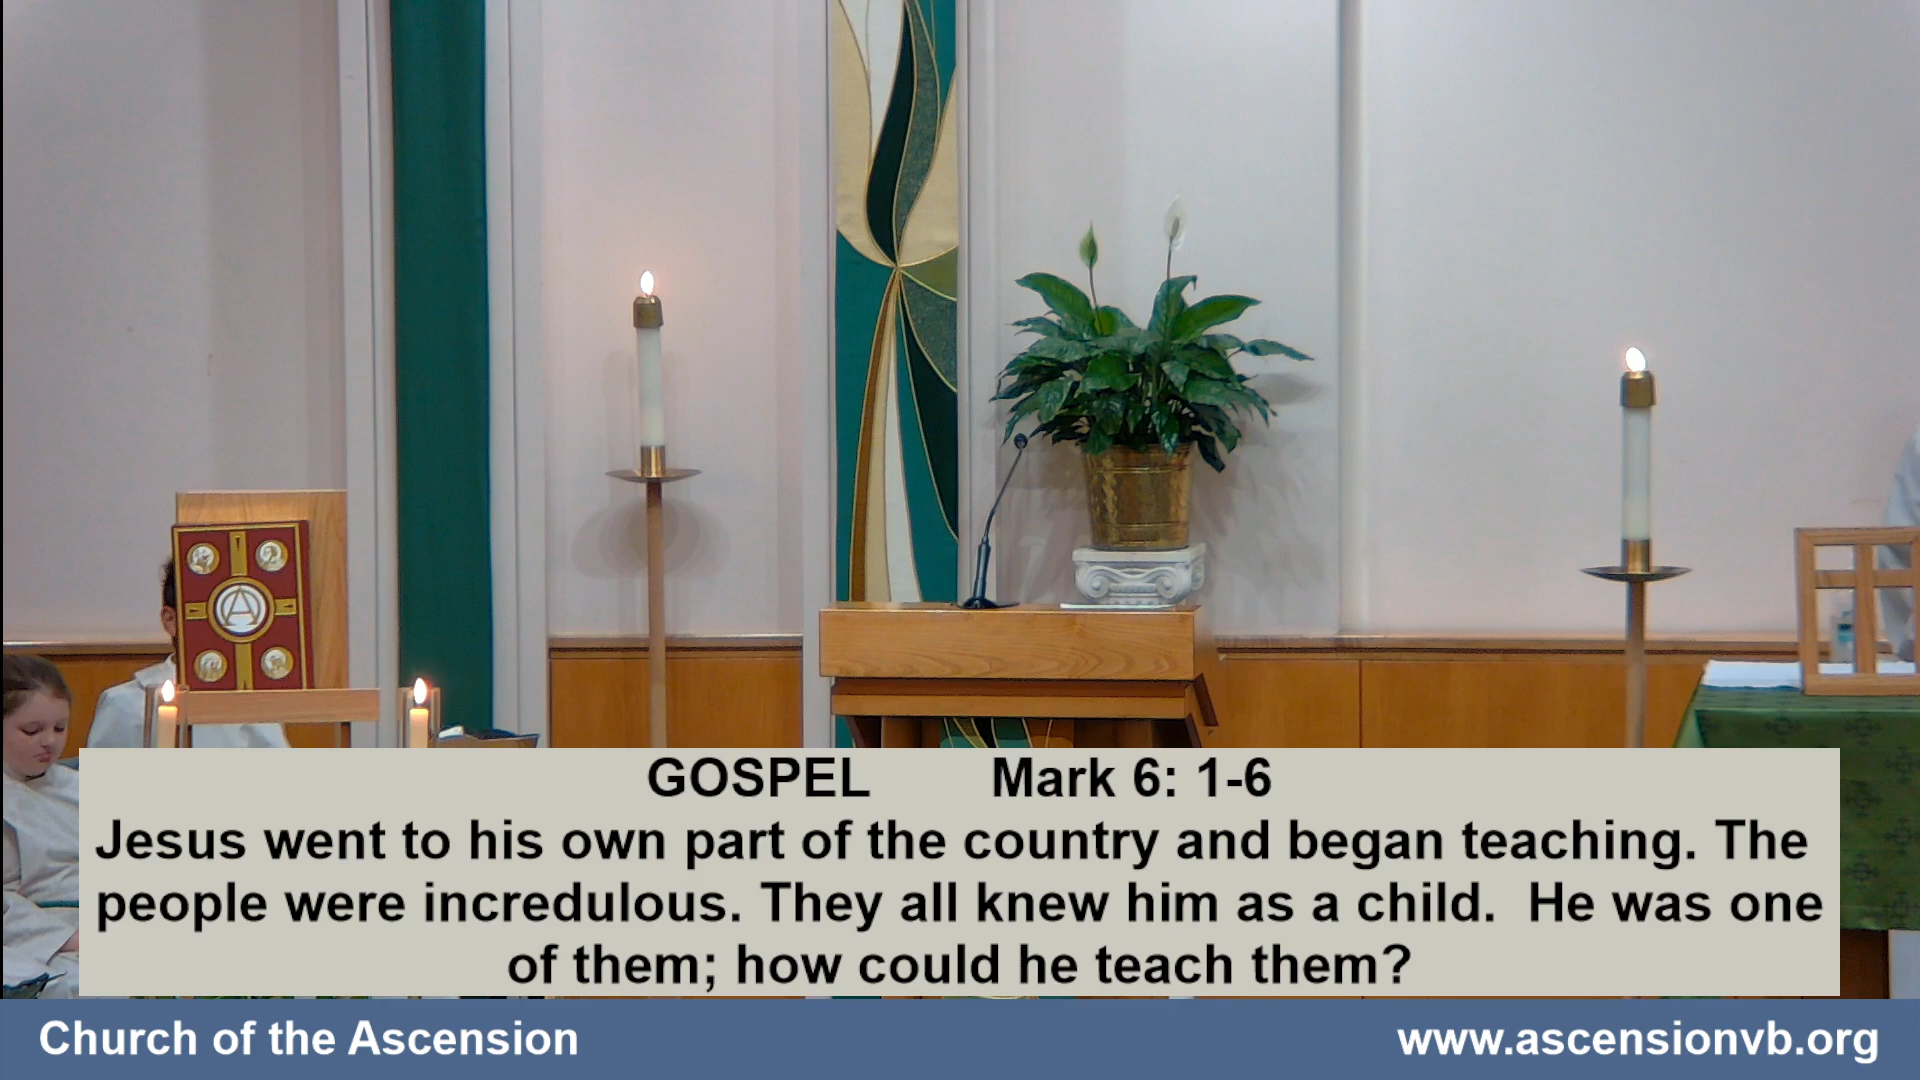 GOSPEL Mark 6: 1-6
Jesus went to his own part of the country and began teaching. The
people were incredulous. They all knew him as a child. He was one
of them; how could he teach them?
Church of the Ascension
www.ascensionvb.org